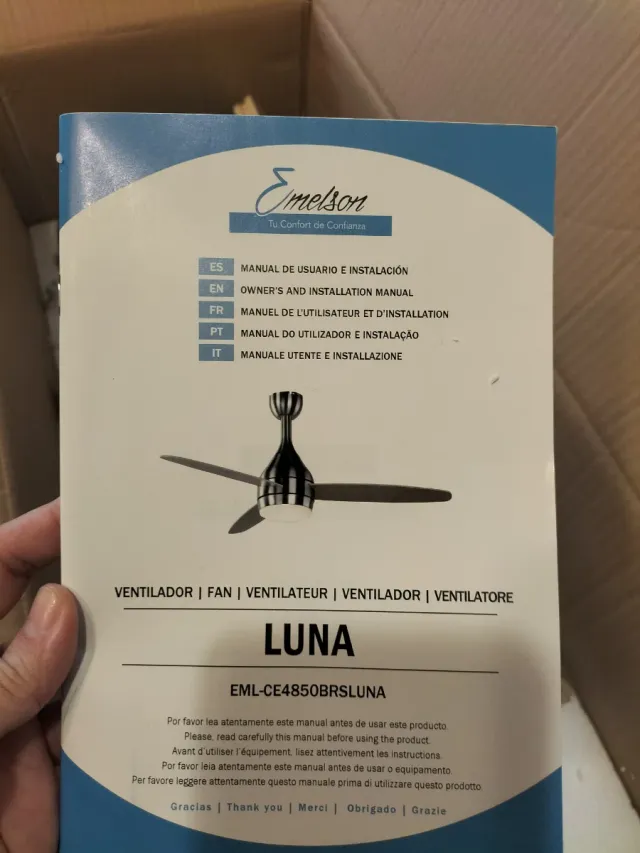 Emelson
Tu Confort de Confianza
ES MANUAL DE USUARIO E INSTALACIÓN
EN OWNER'S AND INSTALLATION MANUAL
FR MANUEL DE L'UTILISATEUR ET D'INSTALLATION
PT MANUAL DO UTILIZADOR E INSTALAÇÃO
IT MANUALE UTENTE E INSTALLAZIONE
VENTILADOR | FAN | VENTILATEUR | VENTILADOR | VENTILATORE
LUNA
EML-CE4850BRSLUNA
Por favor lea atentamente este manual antes de usar este producto.
Please, read carefully this manual before using the product.
Avant d'utiliser l'équipement, lisez attentivement les instructions.
Por favor leia atentamente este manual antes de usar o equipamento.
Per favore leggere attentamente questo manuale prima di utilizzare questo prodotto.
Gracias | Thank you | Merci | Obrigado | Grazie